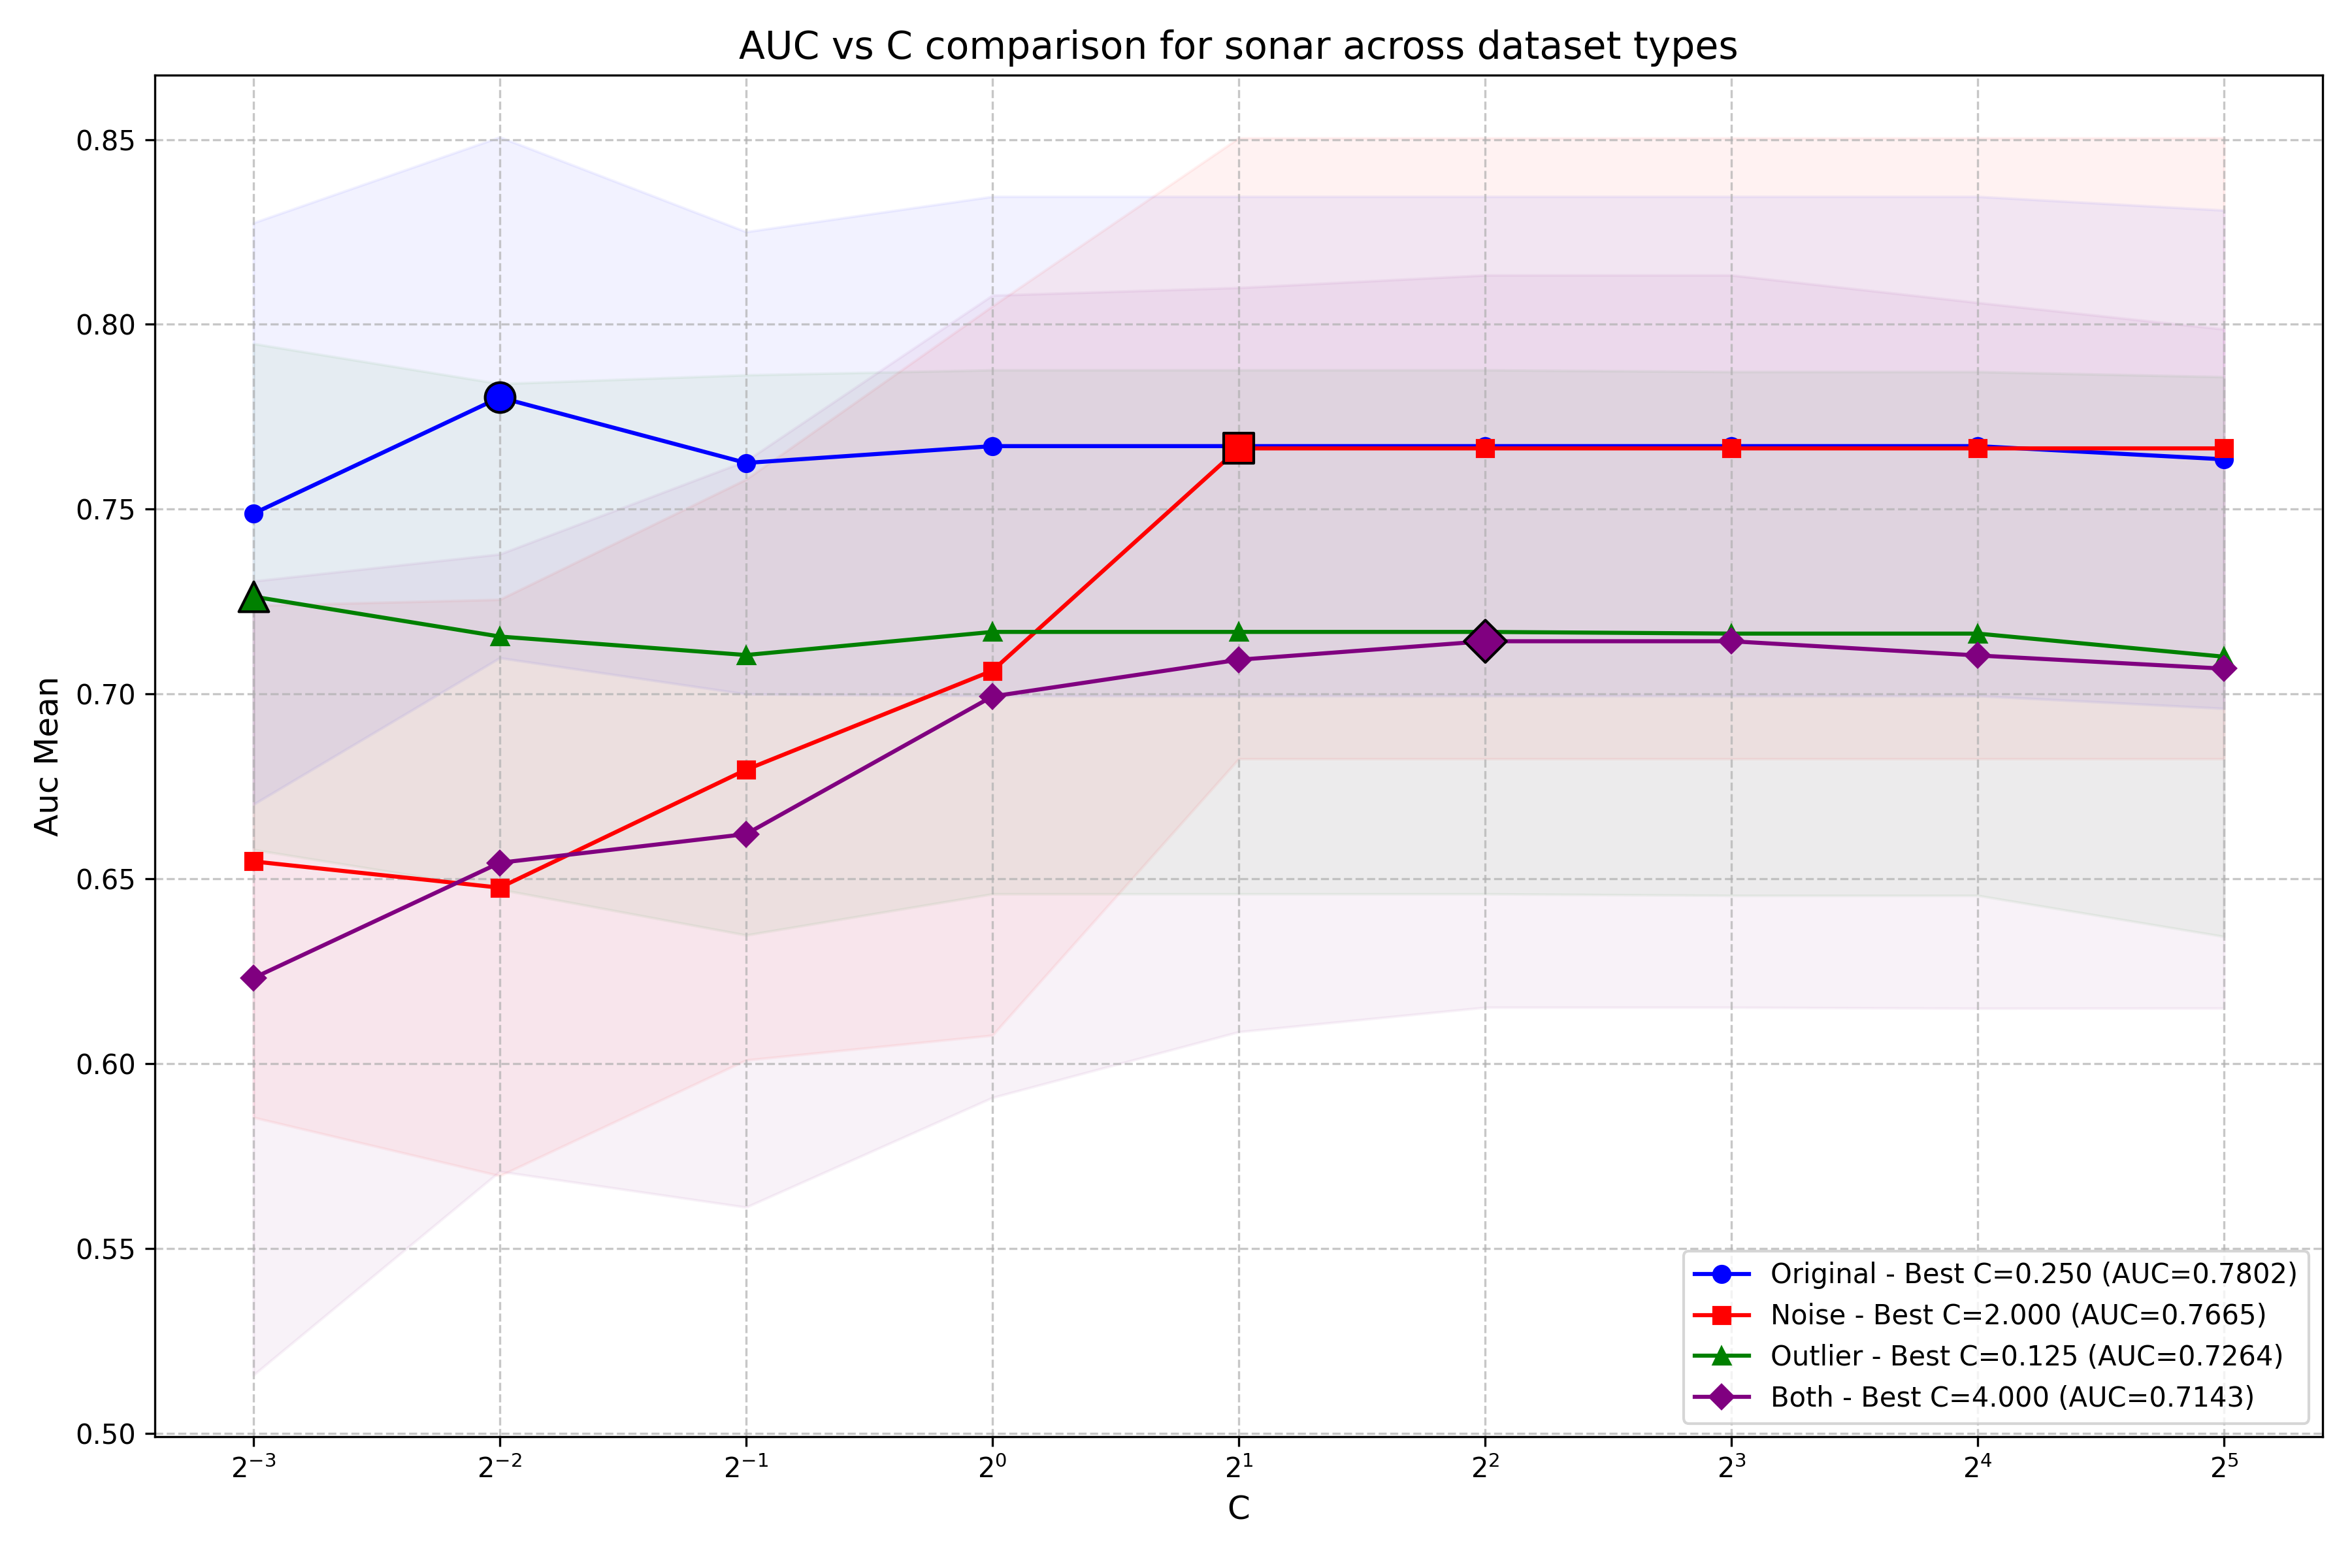 AUC vs C comparison for sonar across dataset types
Auc Mean
0.85
0.80
0.75
0.70
0.65
0.60
0.55
0.50
2⁻³ 2⁻² 2⁻¹ 2⁰ 2¹ 2² 2³ 2⁴ 2⁵
C
Original - Best C=0.250 (AUC=0.7802)
Noise - Best C=2.000 (AUC=0.7665)
Outlier - Best C=0.125 (AUC=0.7264)
Both - Best C=4.000 (AUC=0.7143)